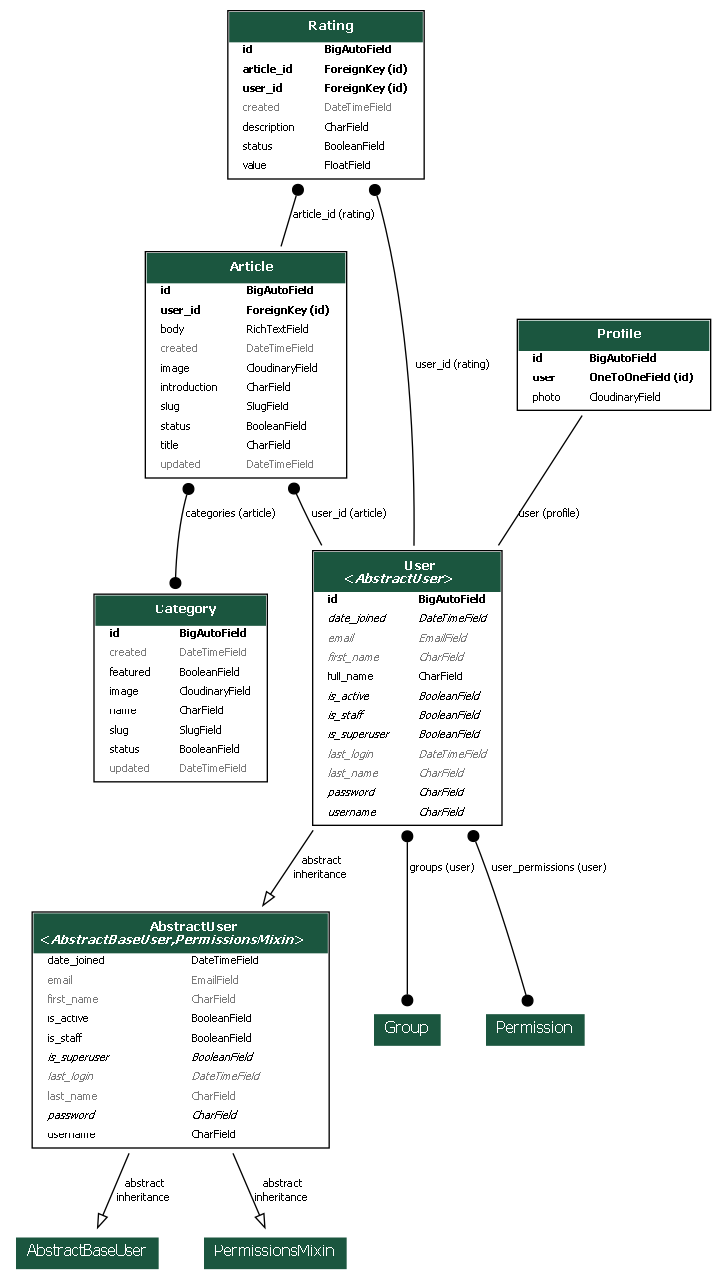 Rating
id BigAutoField
article_id ForeignKey (id)
user_id ForeignKey (id)
created DateTimeField
description CharField
status BooleanField
value FloatField
article_id (rating)
Article
id BigAutoField
user_id ForeignKey (id)
body RichTextField
created DateTimeField
image CloudinaryField
introduction CharField
slug SlugField
status BooleanField
title CharField
updated DateTimeField
user_id (rating)
Profile
id BigAutoField
user OneToOneField (id)
photo CloudinaryField
categories (article)
user_id (article)
user (profile)
Category
id BigAutoField
created DateTimeField
featured BooleanField
image CloudinaryField
name CharField
slug SlugField
status BooleanField
updated DateTimeField
User
<AbstractUser>
id BigAutoField
date_joined DateTimeField
email EmailField
first_name CharField
full_name CharField
is_active BooleanField
is_staff BooleanField
is_superuser BooleanField
last_login DateTimeField
last_name CharField
password CharField
username CharField
abstract
inheritance
groups (user)
user_permissions (user)
AbstractUser
<AbstractBaseUser,PermissionsMixin>
date_joined DateTimeField
email EmailField
first_name CharField
is_active BooleanField
is_staff BooleanField
is_superuser BooleanField
last_login DateTimeField
last_name CharField
password CharField
username CharField
Group
Permission
abstract
inheritance
abstract
inheritance
AbstractBaseUser
PermissionsMixin